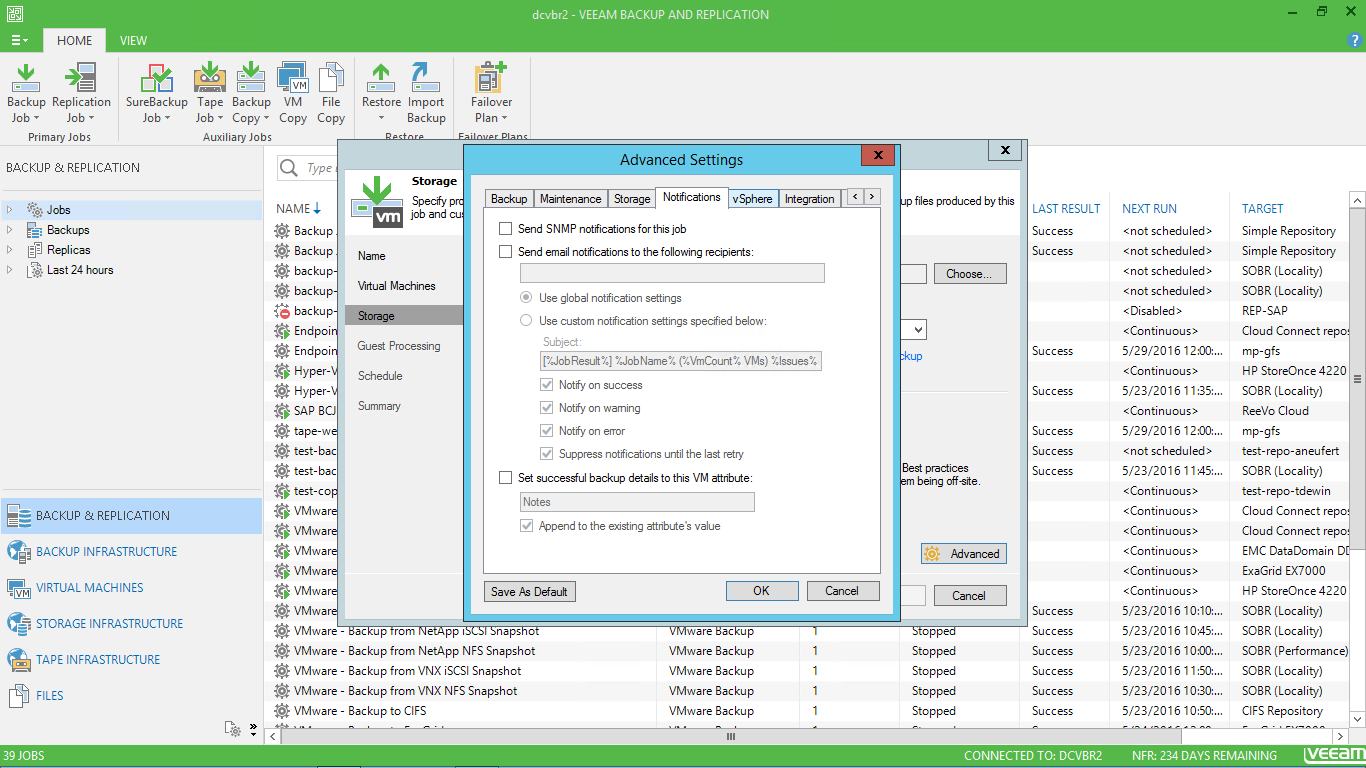 dcvbr2 - VEEAM BACKUP AND REPLICATION
HOME VIEW
Backup Job
Replication Job
SureBackup Job
Tape Job
Backup Copy
VM Copy
File Copy
Restore
Import Backup
Failover Plan
Primary Jobs
Auxiliary Jobs
Restore
Failover Plans
BACKUP & REPLICATION
Jobs
Backups
Replicas
Last 24 hours
BACKUP & REPLICATION
BACKUP INFRASTRUCTURE
VIRTUAL MACHINES
STORAGE INFRASTRUCTURE
TAPE INFRASTRUCTURE
FILES
Type
NAME
Backup
Backup
backup-
backup-
backup-
Endpoin
Endpoin
Hyper-V
Hyper-V
SAP BCJ
tape-we
test-bac
test-bac
test-cop
VMware
VMware
VMware
VMware
VMware
VMware
Storage
Specify pro
job and cus
up files produced by this
vm
Name
Virtual Machines
Storage
Guest Processing
Schedule
Summary
Choose...
ckup
Best practices
em being off-site.
Advanced
Cancel
Advanced Settings
Backup Maintenance Storage Notifications vSphere Integration
Send SNMP notifications for this job
Send email notifications to the following recipients:
Use global notification settings
Use custom notification settings specified below:
Subject:
[%JobResult%] %JobName% (%VmCount% VMs) %Issues%
Notify on success
Notify on warning
Notify on error
Suppress notifications until the last retry
Set successful backup details to this VM attribute:
Notes
Append to the existing attribute's value
Save As Default OK Cancel
LAST RESULT NEXT RUN TARGET
Success <not scheduled> Simple Repository
Success <not scheduled> Simple Repository
<not scheduled> SOBR (Locality)
<not scheduled> SOBR (Locality)
<Disabled> REP-SAP
<Continuous> Cloud Connect repos
Success 5/29/2016 12:00:... mp-gfs
<Continuous> HP StoreOnce 4220
Success 5/23/2016 11:35:... SOBR (Locality)
<Continuous> ReeVo Cloud
Success 5/29/2016 12:00:... mp-gfs
Success <not scheduled> test-repo-aneufert
Success 5/23/2016 11:45:... SOBR (Locality)
<Continuous> test-repo-tdewin
<Continuous> Cloud Connect repos
<Continuous> Cloud Connect repos
<Continuous> EMC DataDomain DD
<Continuous> ExaGrid EX7000
<Continuous> HP StoreOnce 4220
Success 5/23/2016 10:10:... SOBR (Locality)
VMware - Backup from NetApp iSCSI Snapshot VMware Backup 1 Stopped Success 5/23/2016 10:45:... SOBR (Locality)
VMware - Backup from NetApp NFS Snapshot VMware Backup 1 Stopped Success 5/23/2016 10:00:... SOBR (Performance)
VMware - Backup from VNX iSCSI Snapshot VMware Backup 1 Stopped Success 5/23/2016 11:50:... SOBR (Locality)
VMware - Backup from VNX NFS Snapshot VMware Backup 1 Stopped Success 5/23/2016 10:30:... SOBR (Locality)
VMware - Backup to CIFS VMware Backup 1 Stopped Success 5/23/2016 10:50:... CIFS Repository
39 JOBS CONNECTED TO: DCVBR2 NFR: 234 DAYS REMAINING veeam